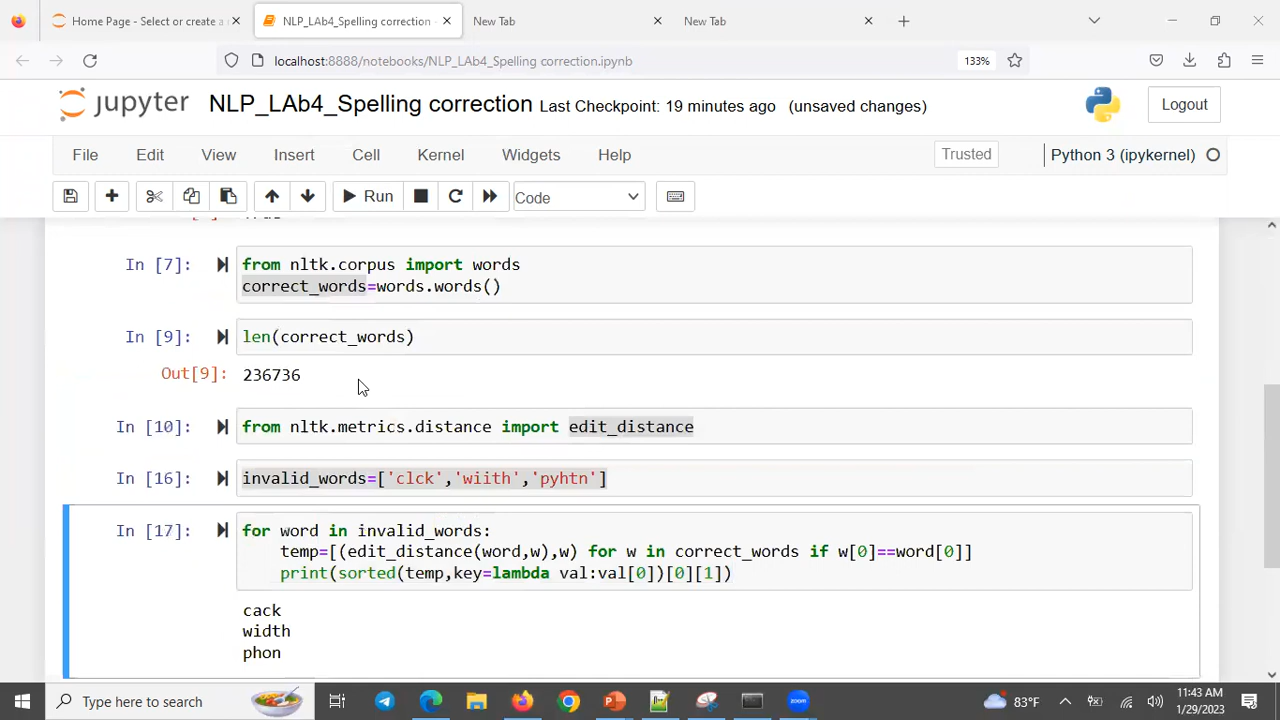 Home Page - Select or create a
NLP_LAb4_Spelling correction -
New Tab
New Tab
localhost:8888/notebooks/NLP_LAb4_Spelling correction.ipynb
133%
jupyter
NLP_LAb4_Spelling correction Last Checkpoint: 19 minutes ago (unsaved changes)
Logout
File Edit View Insert Cell Kernel Widgets Help
Trusted
Python 3 (ipykernel)
Run
Code
In [7]: from nltk.corpus import words
correct_words=words.words()
In [9]: len(correct_words)
Out[9]: 236736
In [10]: from nltk.metrics.distance import edit_distance
In [16]: invalid_words=['clck','wiith','pyhtn']
In [17]: for word in invalid_words:
temp=[(edit_distance(word,w),w) for w in correct_words if w[0]==word[0]]
print(sorted(temp,key=lambda val:val[0])[0][1])
cack
width
phon
Type here to search
zoom
83°F
11:43 AM
1/29/2023